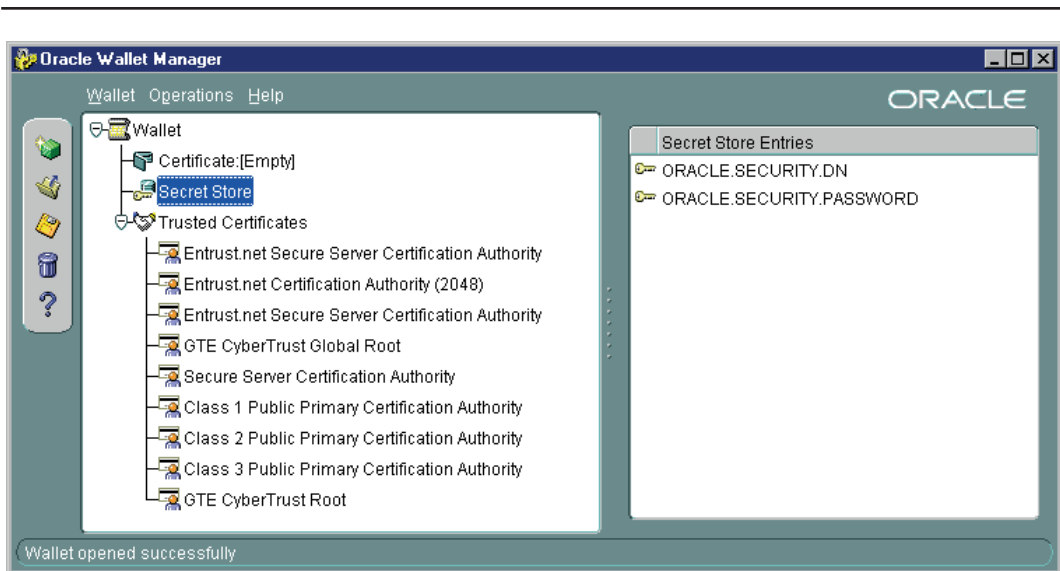 Oracle Wallet Manager
Wallet Operations Help
ORACLE
Wallet
Certificate:[Empty]
Secret Store
Trusted Certificates
Entrust.net Secure Server Certification Authority
Entrust.net Certification Authority (2048)
Entrust.net Secure Server Certification Authority
GTE CyberTrust Global Root
Secure Server Certification Authority
Class 1 Public Primary Certification Authority
Class 2 Public Primary Certification Authority
Class 3 Public Primary Certification Authority
GTE CyberTrust Root
Secret Store Entries
ORACLE.SECURITY.DN
ORACLE.SECURITY.PASSWORD
Wallet opened successfully